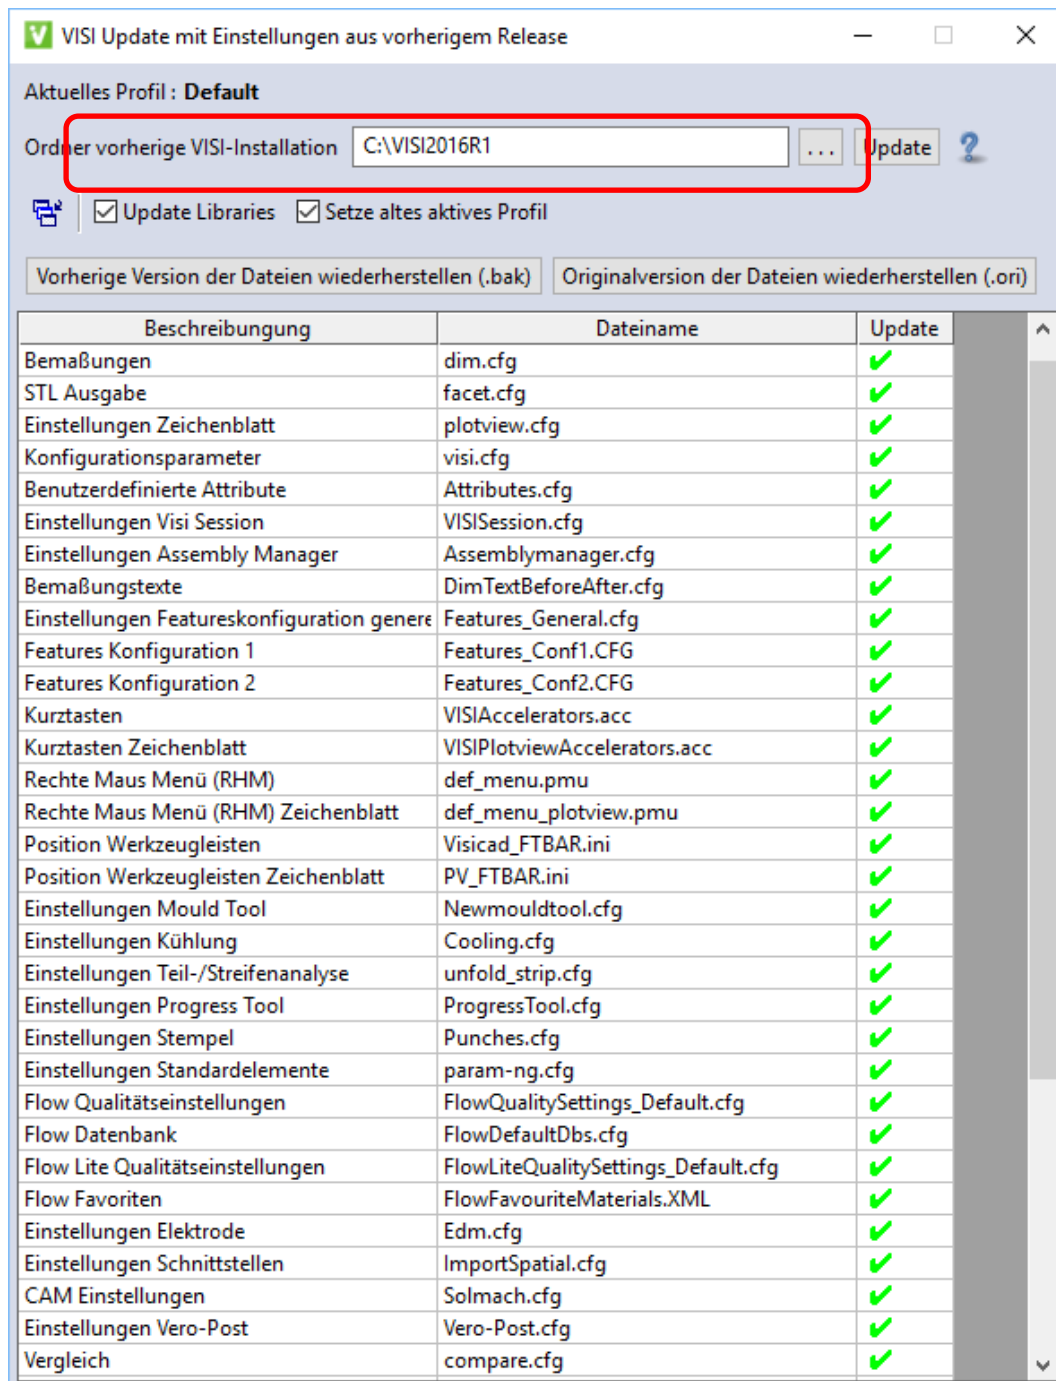 VISI Update mit Einstellungen aus vorherigem Release
Aktuelles Profil : Default
Ordner vorherige VISI-Installation C:\VISI2016R1 ... Update
Update Libraries Setze altes aktives Profil
Vorherige Version der Dateien wiederherstellen (.bak) Originalversion der Dateien wiederherstellen (.ori)
Beschreibungung Dateiname Update
Bemaßungen dim.cfg
STL Ausgabe facet.cfg
Einstellungen Zeichenblatt plotview.cfg
Konfigurationsparameter visi.cfg
Benutzerdefinierte Attribute Attributes.cfg
Einstellungen Visi Session VISISession.cfg
Einstellungen Assembly Manager Assemblymanager.cfg
Bemaßungstexte DimTextBeforeAfter.cfg
Einstellungen Featureskonfiguration genere Features_General.cfg
Features Konfiguration 1 Features_Conf1.CFG
Features Konfiguration 2 Features_Conf2.CFG
Kurztasten VISIAccelerators.acc
Kurztasten Zeichenblatt VISIPlotviewAccelerators.acc
Rechte Maus Menü (RHM) def_menu.pmu
Rechte Maus Menü (RHM) Zeichenblatt def_menu_plotview.pmu
Position Werkzeugleisten Visicad_FTBAR.ini
Position Werkzeugleisten Zeichenblatt PV_FTBAR.ini
Einstellungen Mould Tool Newmouldtool.cfg
Einstellungen Kühlung Cooling.cfg
Einstellungen Teil-/Streifenanalyse unfold_strip.cfg
Einstellungen Progress Tool ProgressTool.cfg
Einstellungen Stempel Punches.cfg
Einstellungen Standardelemente param-ng.cfg
Flow Qualitätseinstellungen FlowQualitySettings_Default.cfg
Flow Datenbank FlowDefaultDbs.cfg
Flow Lite Qualitätseinstellungen FlowLiteQualitySettings_Default.cfg
Flow Favoriten FlowFavouriteMaterials.XML
Einstellungen Elektrode Edm.cfg
Einstellungen Schnittstellen ImportSpatial.cfg
CAM Einstellungen Solmach.cfg
Einstellungen Vero-Post Vero-Post.cfg
Vergleich compare.cfg